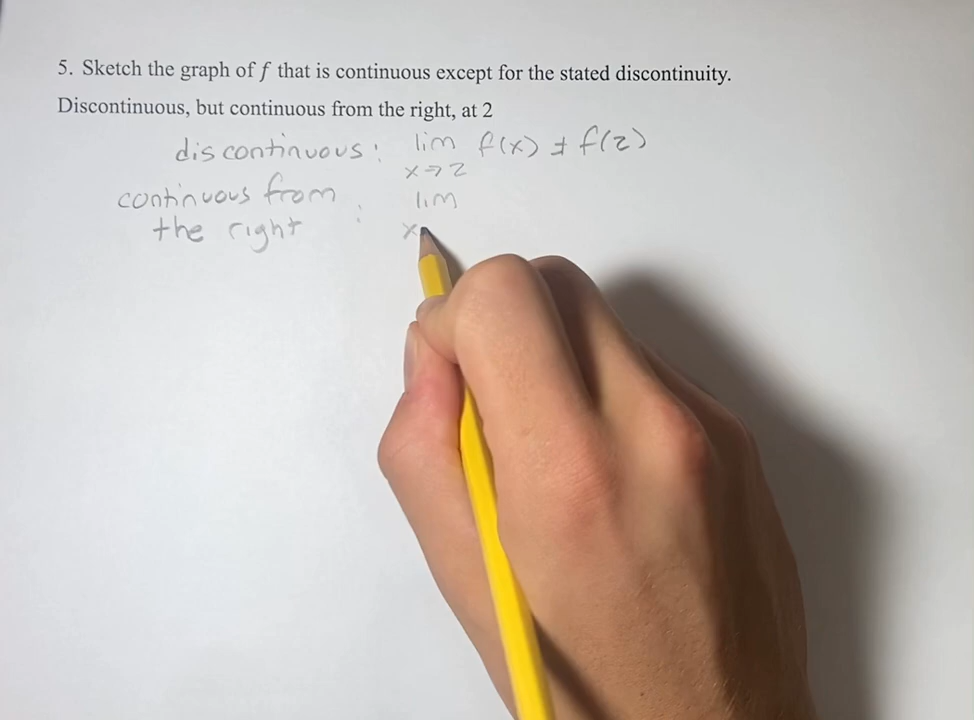 5. Sketch the graph of f that is continuous except for the stated discontinuity.
Discontinuous, but continuous from the right, at 2
discontinuous: lim f(x) ≠ f(2)
x→2
continuous from the right : lim
x